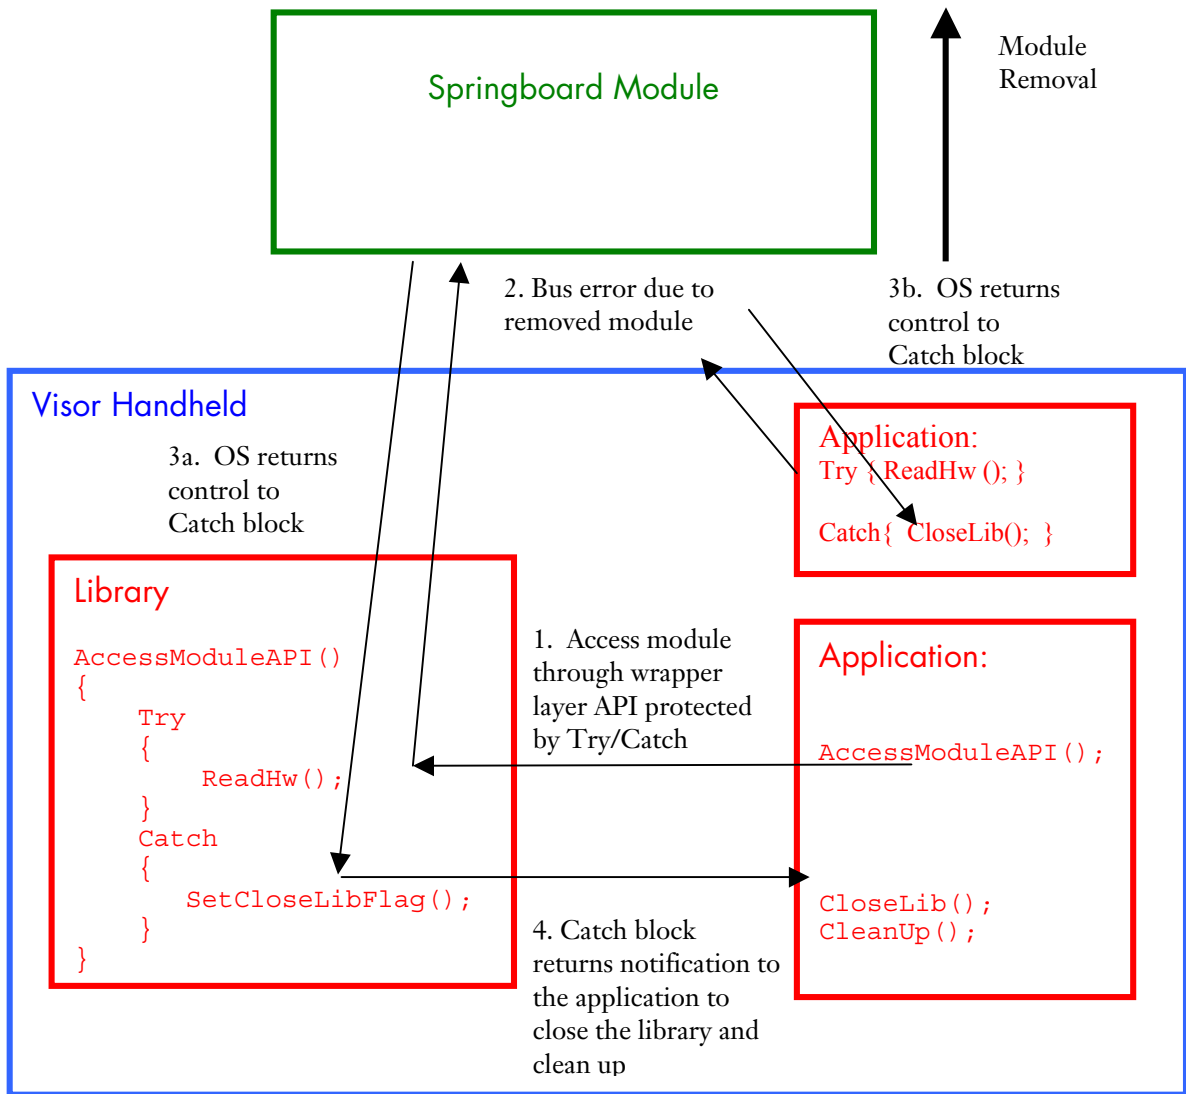 Springboard Module
Module
Removal
2. Bus error due to
removed module
3b.  OS returns
control to
Catch block
Visor Handheld
3a.  OS returns
control to
Catch block
Application:
Try { ReadHw (); }
Catch{  CloseLib();  }
Library
AccessModuleAPI()
{
Try
{
ReadHw();
}
Catch
{
SetCloseLibFlag();
}
}
1.  Access module
through wrapper
layer API protected
by Try/Catch
Application:
AccessModuleAPI();
CloseLib();
CleanUp();
4. Catch block
returns notification to
the application to
close the library and
clean up